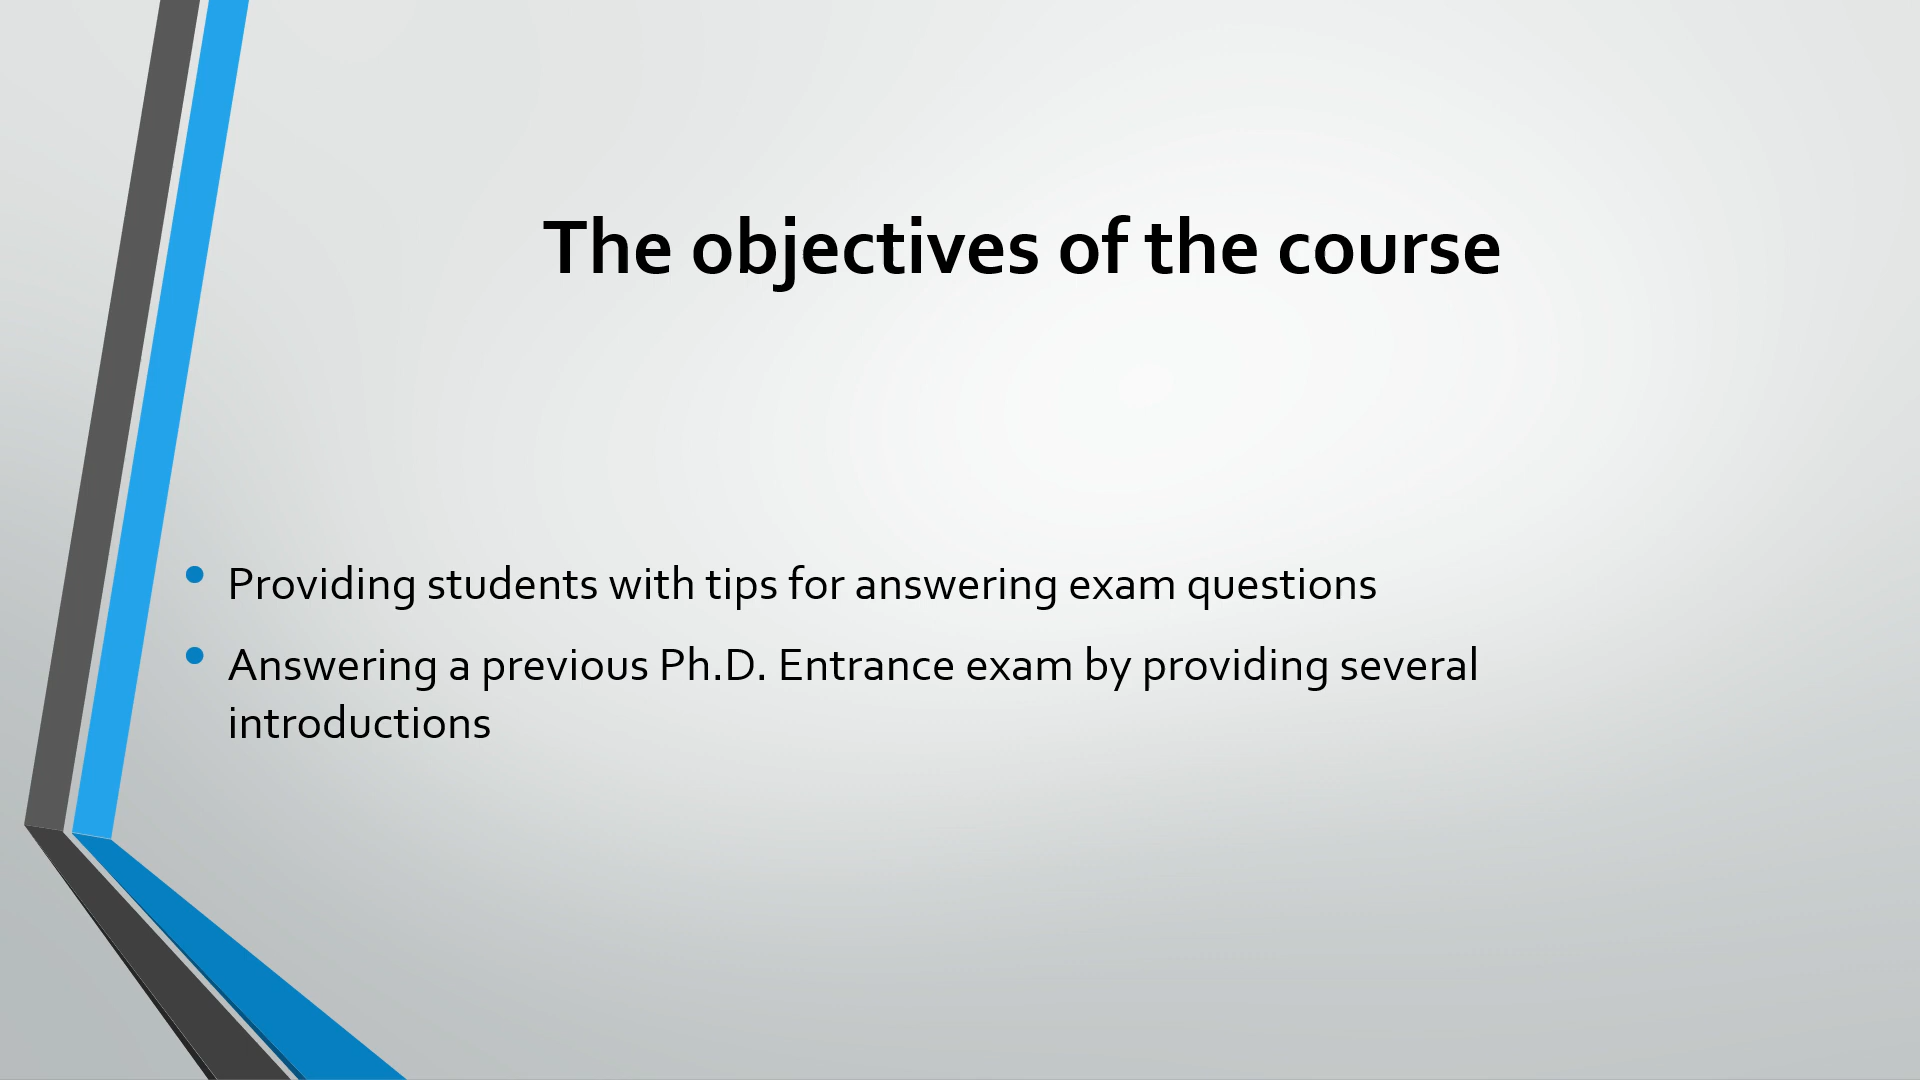 The objectives of the course
• Providing students with tips for answering exam questions
• Answering a previous Ph.D. Entrance exam by providing several
introductions